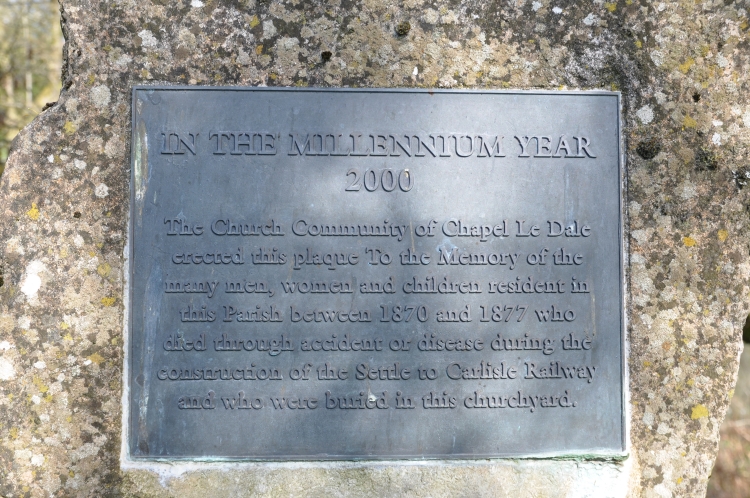 IN THE MILLENNIUM YEAR
2000
The Church Community of Chapel Le Dale
erected this plaque To the Memory of the
many men, women and children resident in
this Parish between 1870 and 1877 who
died through accident or disease during the
construction of the Settle to Carlisle Railway
and who were buried in this churchyard.